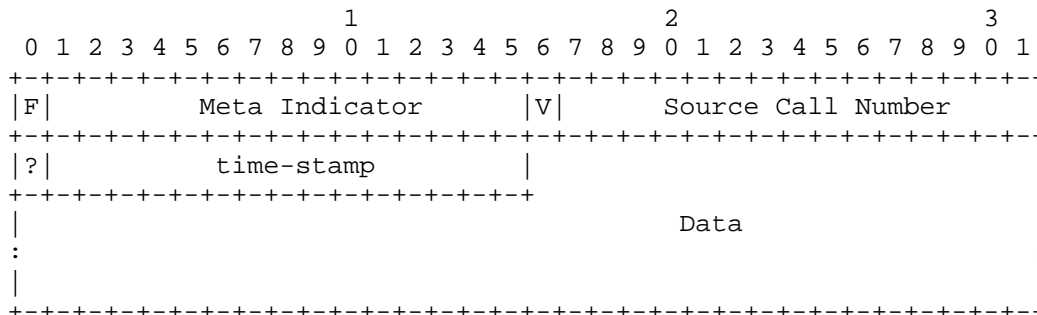 1                   2                   3
 0 1 2 3 4 5 6 7 8 9 0 1 2 3 4 5 6 7 8 9 0 1 2 3 4 5 6 7 8 9 0 1
+-+-+-+-+-+-+-+-+-+-+-+-+-+-+-+-+-+-+-+-+-+-+-+-+-+-+-+-+-+-+-+-
|F|         Meta Indicator      |V|      Source Call Number
+-+-+-+-+-+-+-+-+-+-+-+-+-+-+-+-+-+-+-+-+-+-+-+-+-+-+-+-+-+-+-+-
|?|          time-stamp         |
+-+-+-+-+-+-+-+-+-+-+-+-+-+-+-+-+
|                                         Data
:
|
+-+-+-+-+-+-+-+-+-+-+-+-+-+-+-+-+-+-+-+-+-+-+-+-+-+-+-+-+-+-+-+-